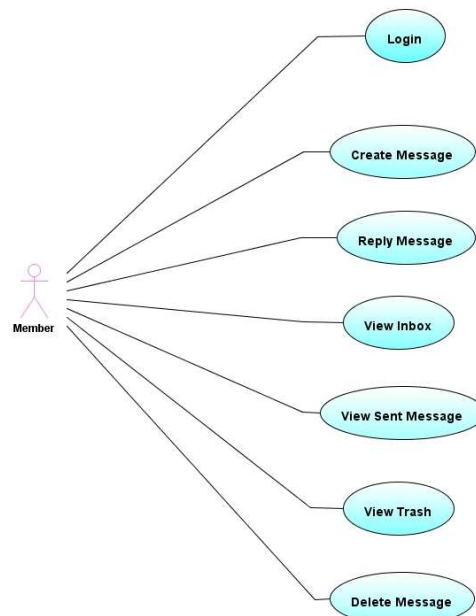 Login
Create Message
Reply Message
Member
View Inbox
View Sent Message
View Trash
Delete Message